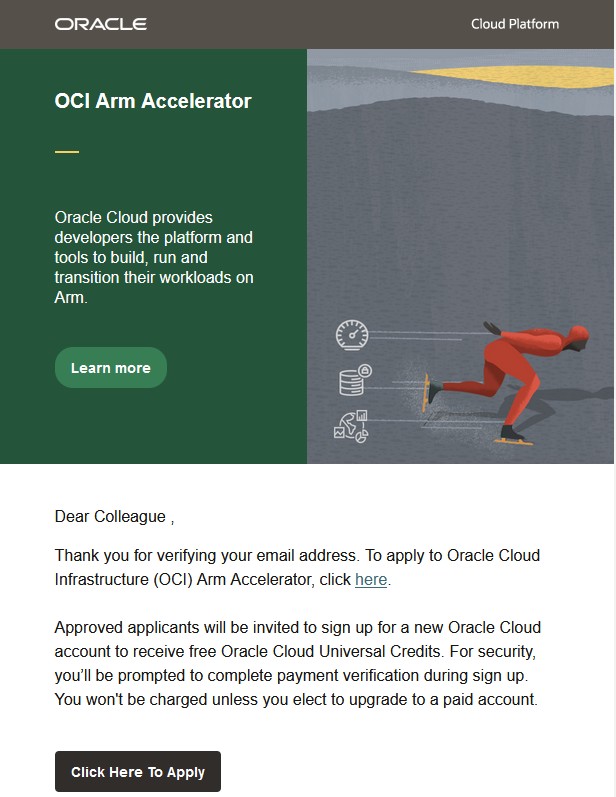 ORACLE
Cloud Platform
OCI Arm Accelerator
Oracle Cloud provides
developers the platform and
tools to build, run and
transition their workloads on
Arm.
Learn more
Dear Colleague ,
Thank you for verifying your email address. To apply to Oracle Cloud
Infrastructure (OCI) Arm Accelerator, click here.
Approved applicants will be invited to sign up for a new Oracle Cloud
account to receive free Oracle Cloud Universal Credits. For security,
you’ll be prompted to complete payment verification during sign up.
You won't be charged unless you elect to upgrade to a paid account.
Click Here To Apply